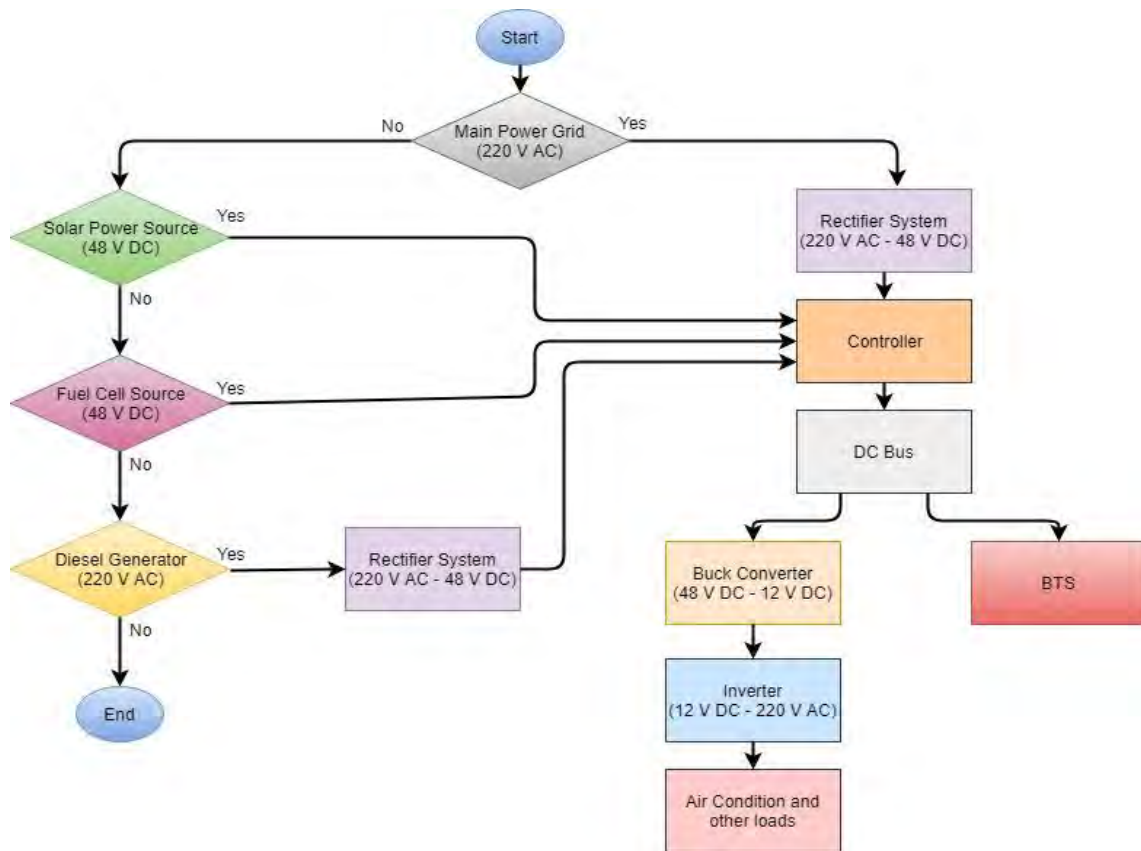 Start
No
Main Power Grid
(220 V AC)
Yes
Solar Power Source
(48 V DC)
Yes
Rectifier System
(220 V AC - 48 V DC)
No
Controller
Fuel Cell Source
(48 V DC)
Yes
DC Bus
No
Diesel Generator
(220 V AC)
Yes
Rectifier System
(220 V AC - 48 V DC)
Buck Converter
(48 V DC - 12 V DC)
BTS
No
End
Inverter
(12 V DC - 220 V AC)
Air Condition and
other loads